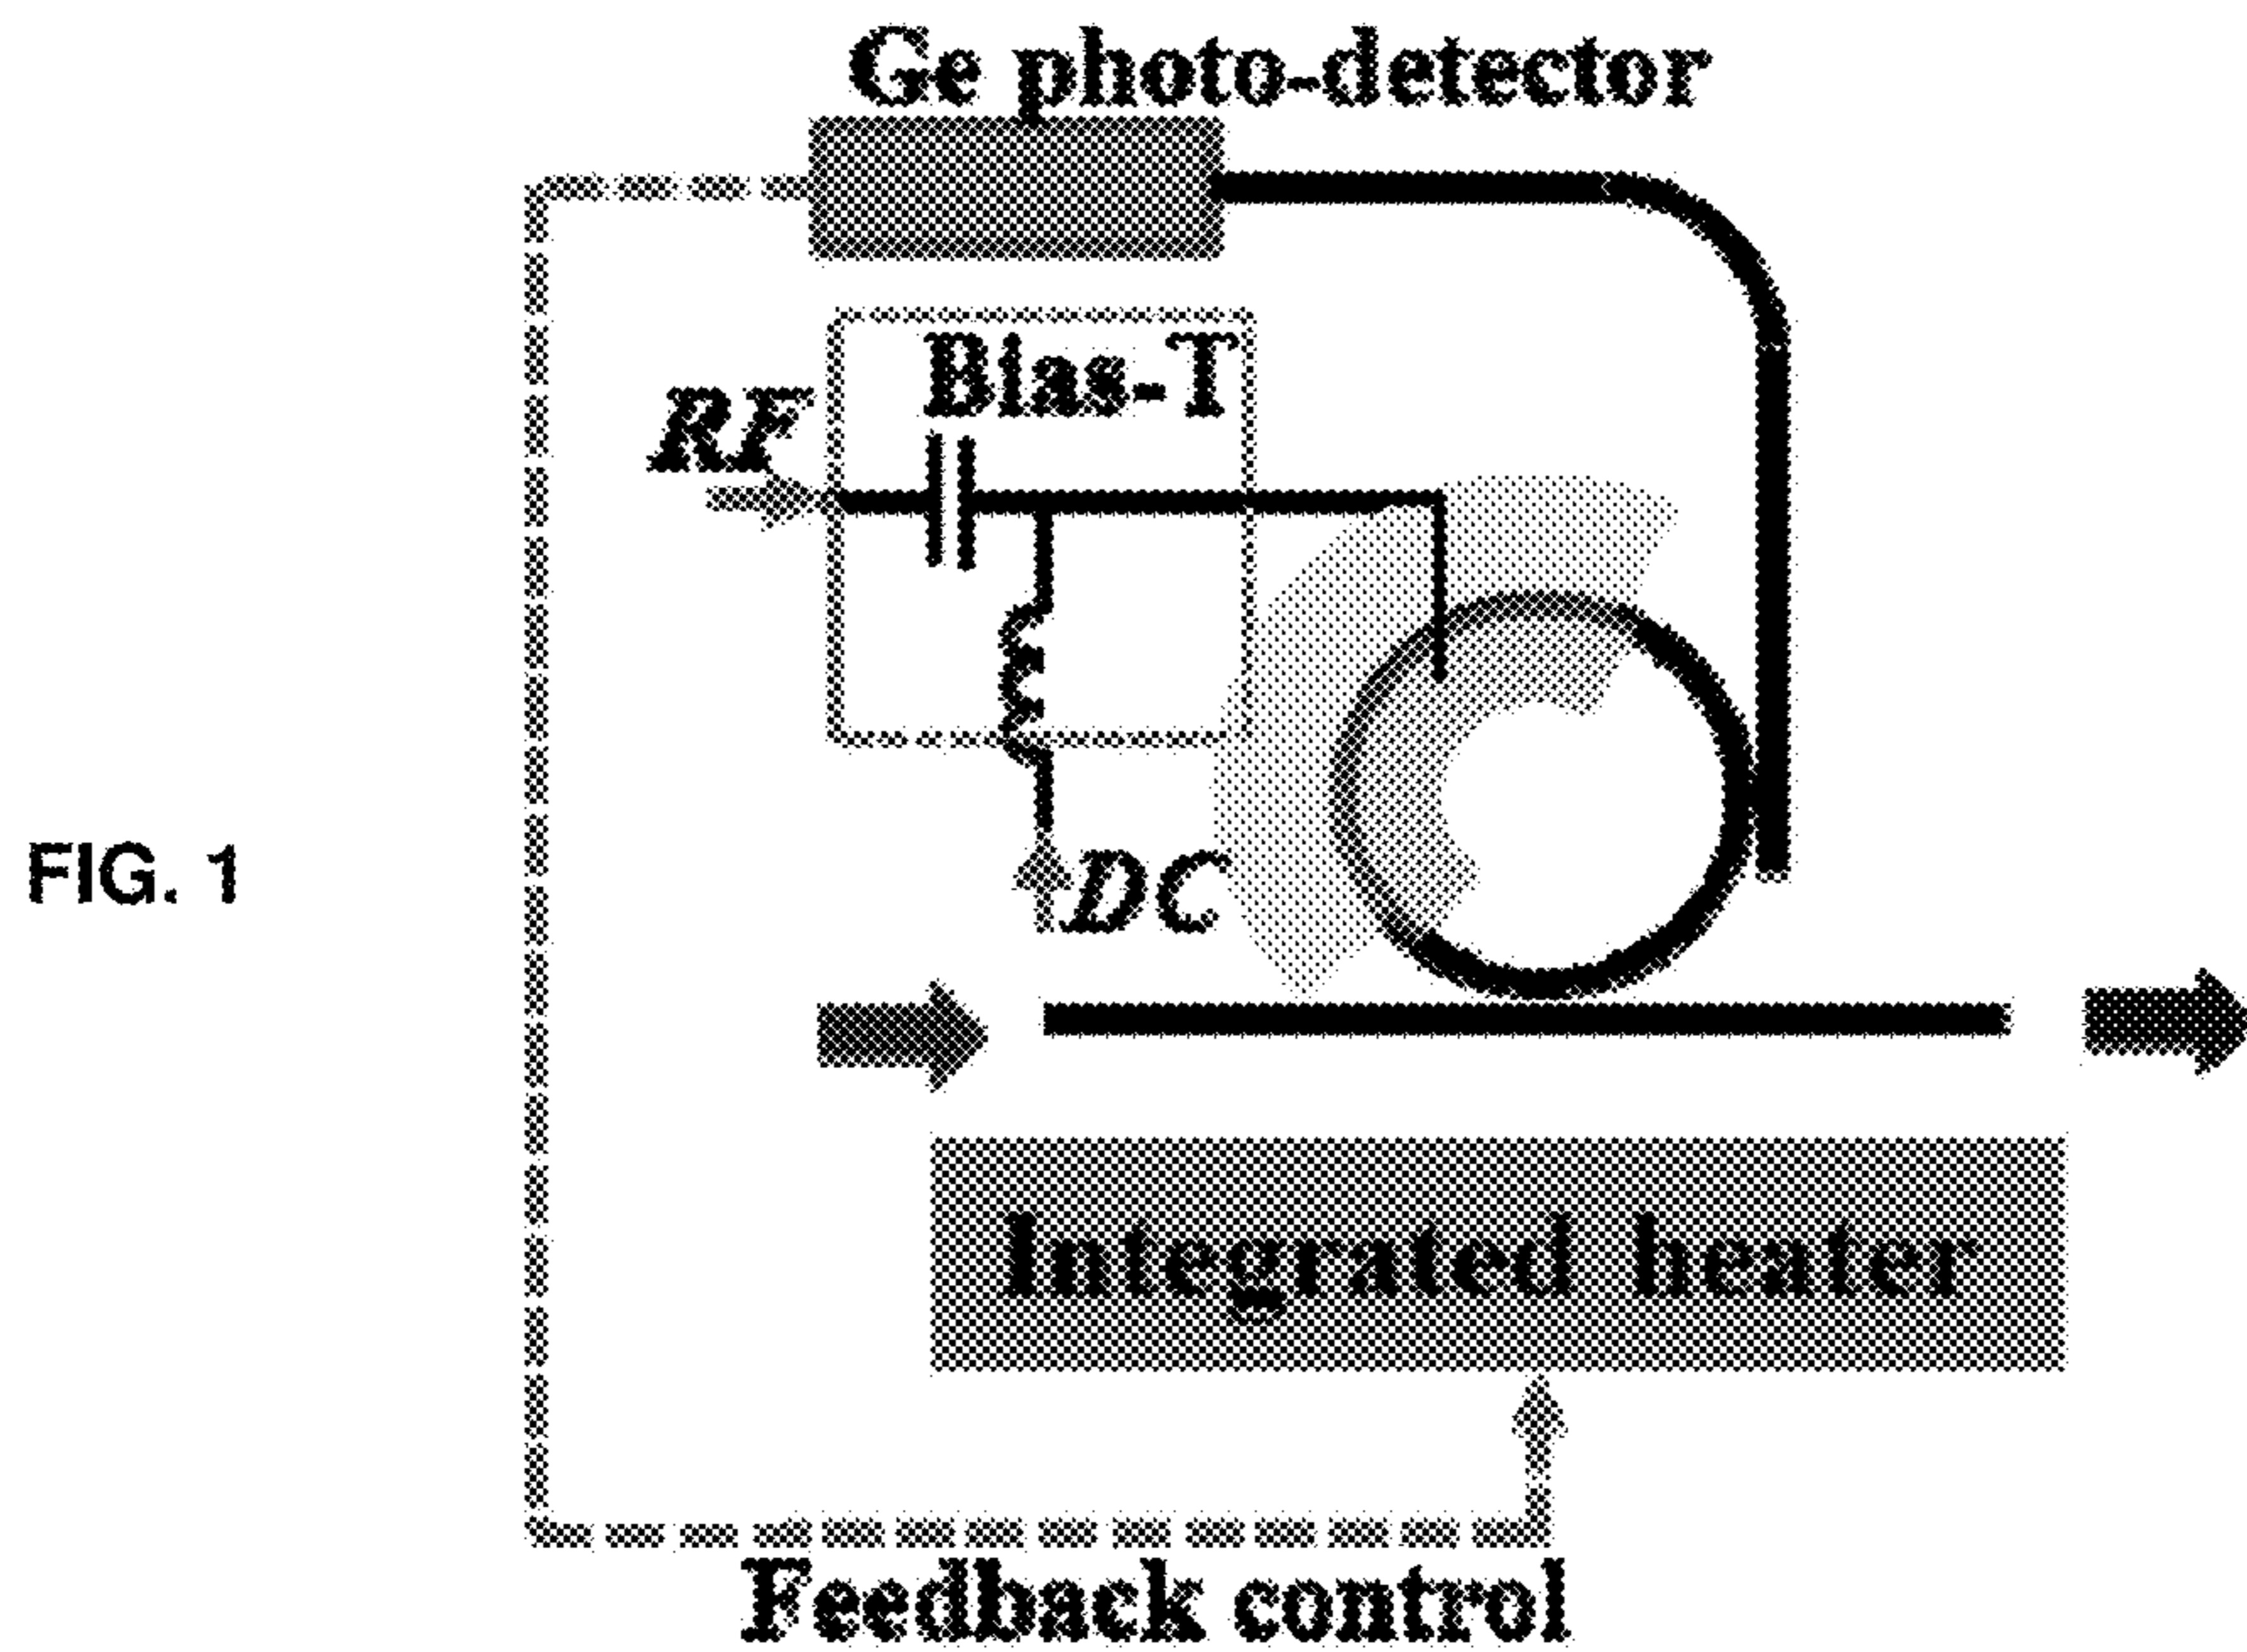 Ge photo-detector
Bias-T
RF
DC
FIG. 1
Integrated heater
Feedback control